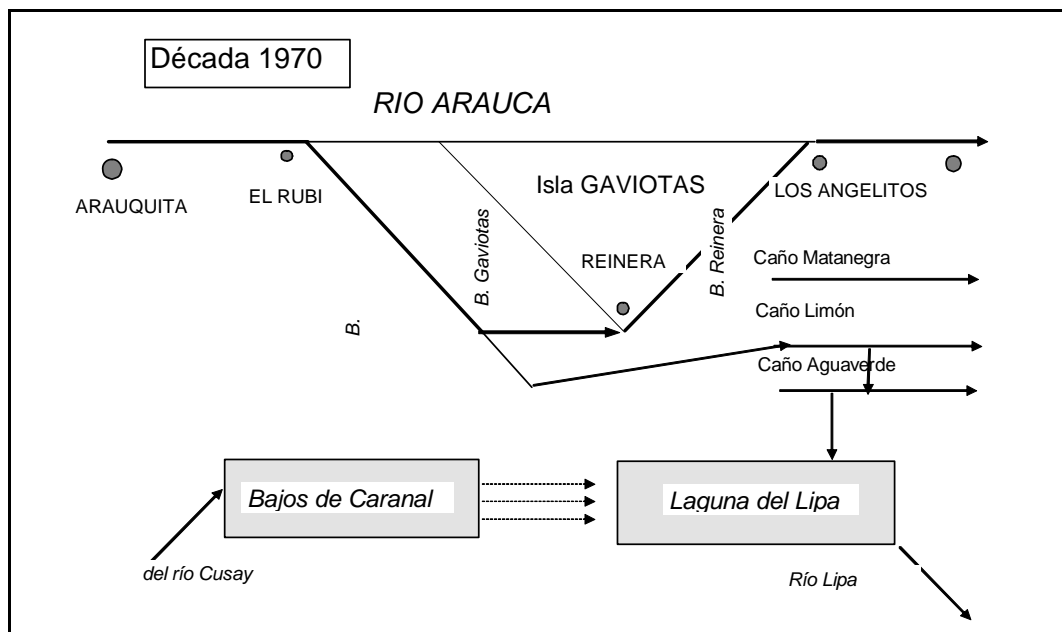 Década 1970
RIO ARAUCA
ARAUQUITA
EL RUBI
Isla GAVIOTAS
LOS ANGELITOS
B. Gaviotas
REINERA
B. Reinera
Caño Matanegra
B.
Caño Limón
Caño Aguaverde
Bajos de Caranal
Laguna del Lipa
del río Cusay
Río Lipa